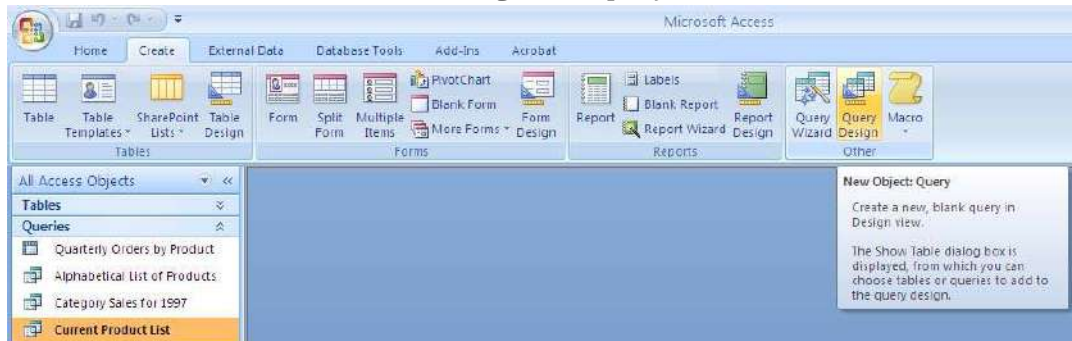 Microsoft Access
Home Create External Data Database Tools Add-Ins Acrobat
Table
Table Templates
SharePoint Lists
Table Design
Tables
Form
Split Form
Multiple Items
PivotChart
Blank Form
More Forms
Form Design
Forms
Report
Labels
Blank Report
Report Wizard
Report Design
Reports
Query Wizard
Query Design
Macro
Other
All Access Objects
Tables
Queries
Quarterly Orders by Product
Alphabetical List of Products
Category Sales for 1997
Current Product List
New Object: Query
Create a new, blank query in
Design view.
The Show Table dialog box is
displayed, from which you can
choose tables or queries to add to
the query design.